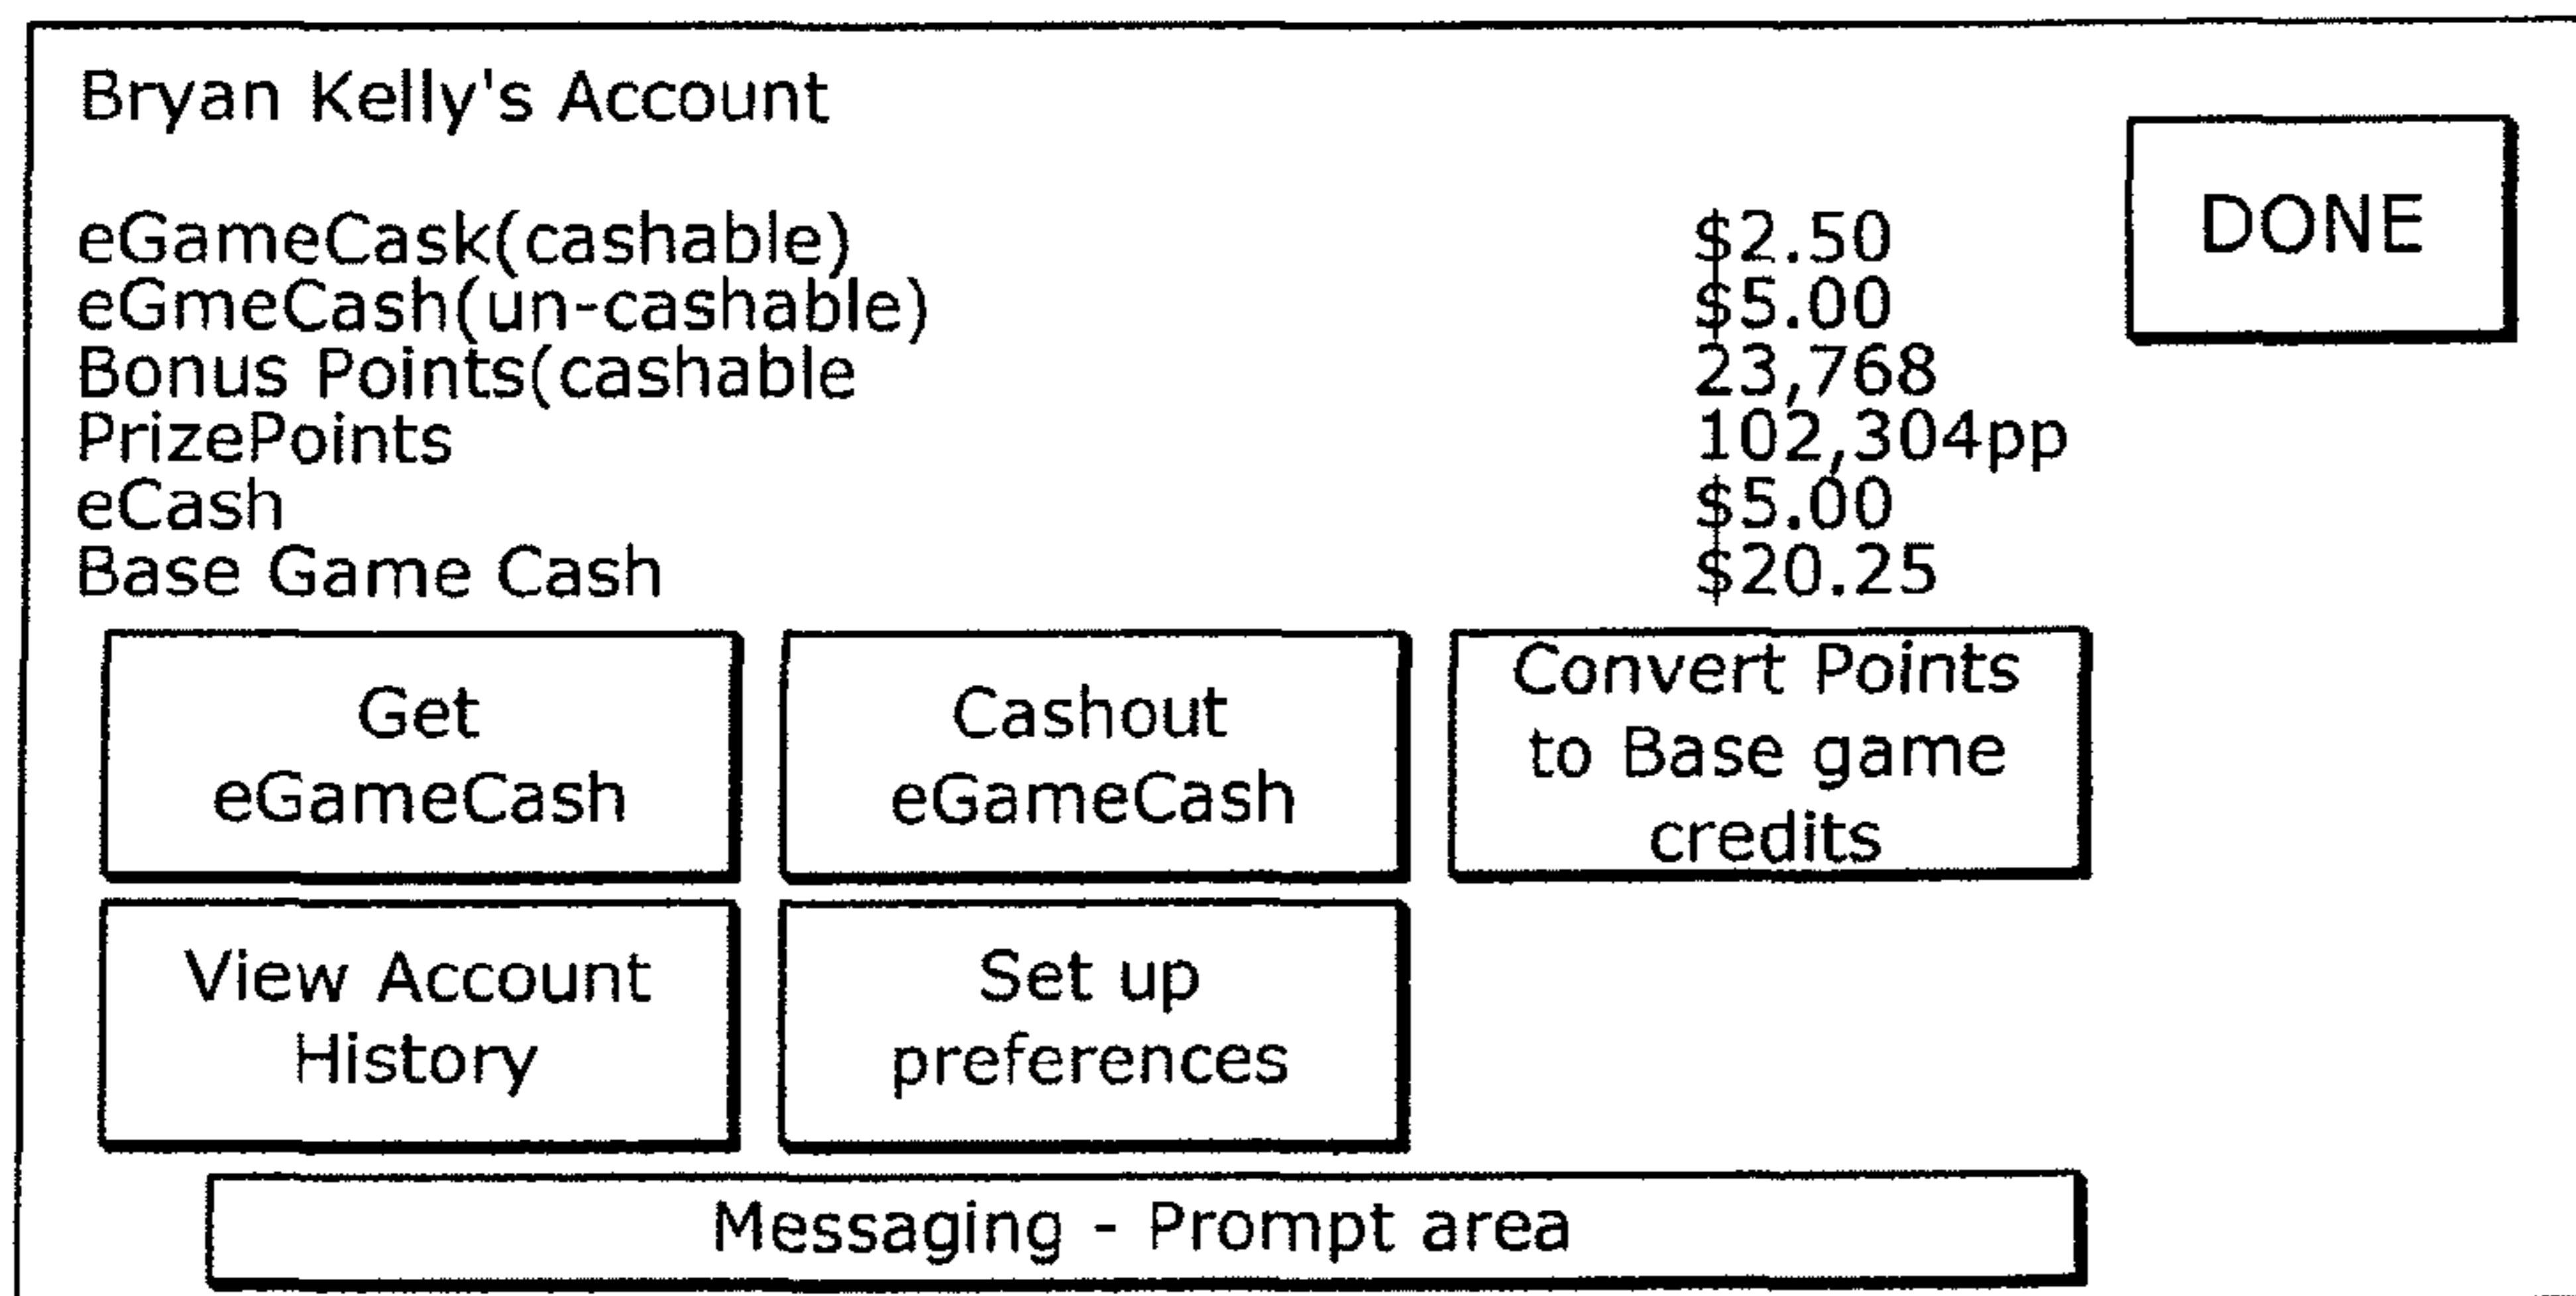 Bryan Kelly's Account
DONE
eGameCask(cashable) $2.50
eGmeCash(un-cashable) $5.00
Bonus Points(cashable 23,768
PrizePoints 102,304pp
eCash $5.00
Base Game Cash $20.25
Get
eGameCash
Cashout
eGameCash
Convert Points
to Base game
credits
View Account
History
Set up
preferences
Messaging - Prompt area